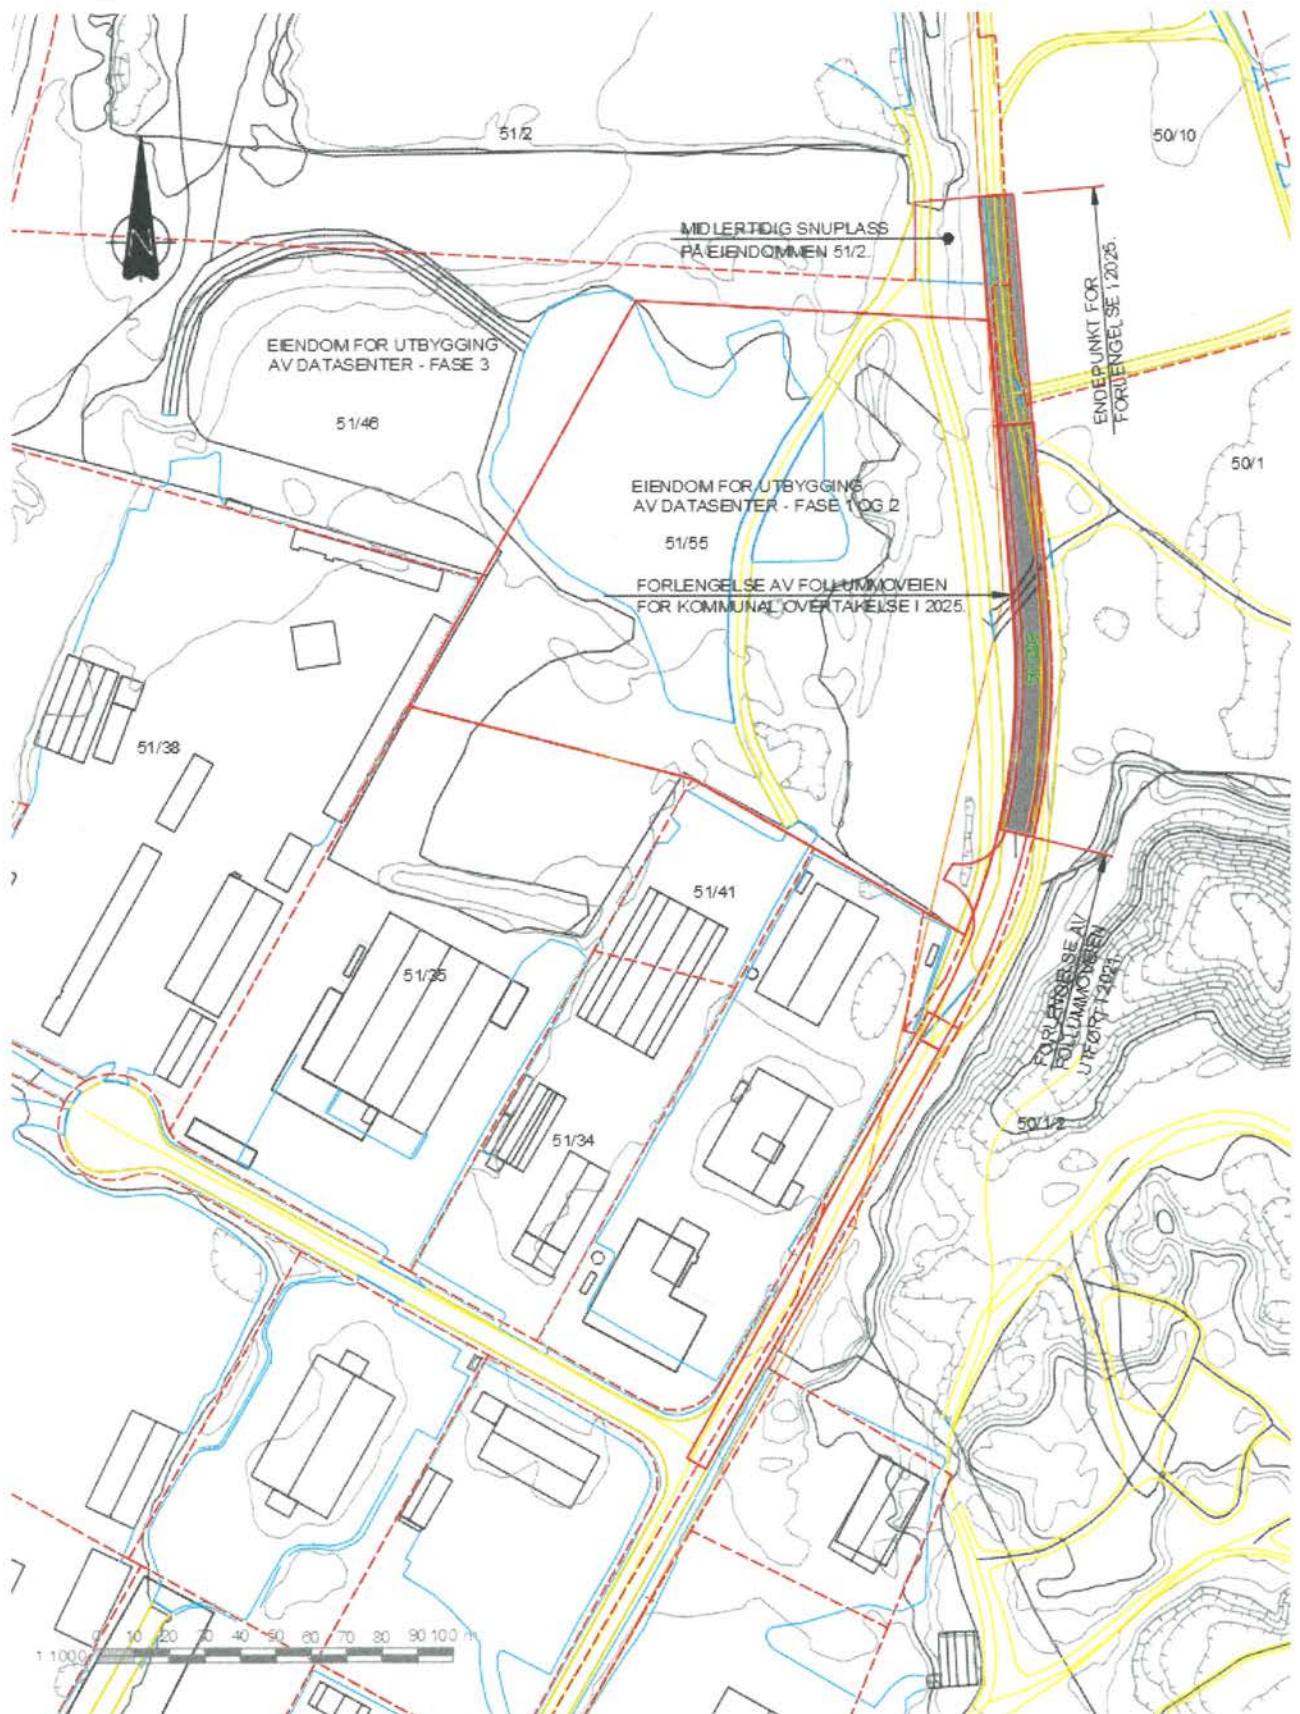 51/2
50/10
MIDLERTIDIG SNUPLASS
PÅ EIENDOMMEN 51/2.
N
ENDEPUNKT FOR
FORLENGELSE I 2025.
EIENDOM FOR UTBYGGING
AV DATASENTER - FASE 3
51/46
50/1
EIENDOM FOR UTBYGGING
AV DATASENTER - FASE 1 OG 2
51/55
FORLENGELSE AV FOLLUMMOVEIEN
FOR KOMMUNAL OVERTAKELSE I 2025.
51/38
51/41
51/35
FORLENGELSE AV
FOLLUMMOVEIEN
UTFØRT I 2021.
51/34
50/1/2
0 10 20 30 40 50 60 70 80 90 100 m
1:1000